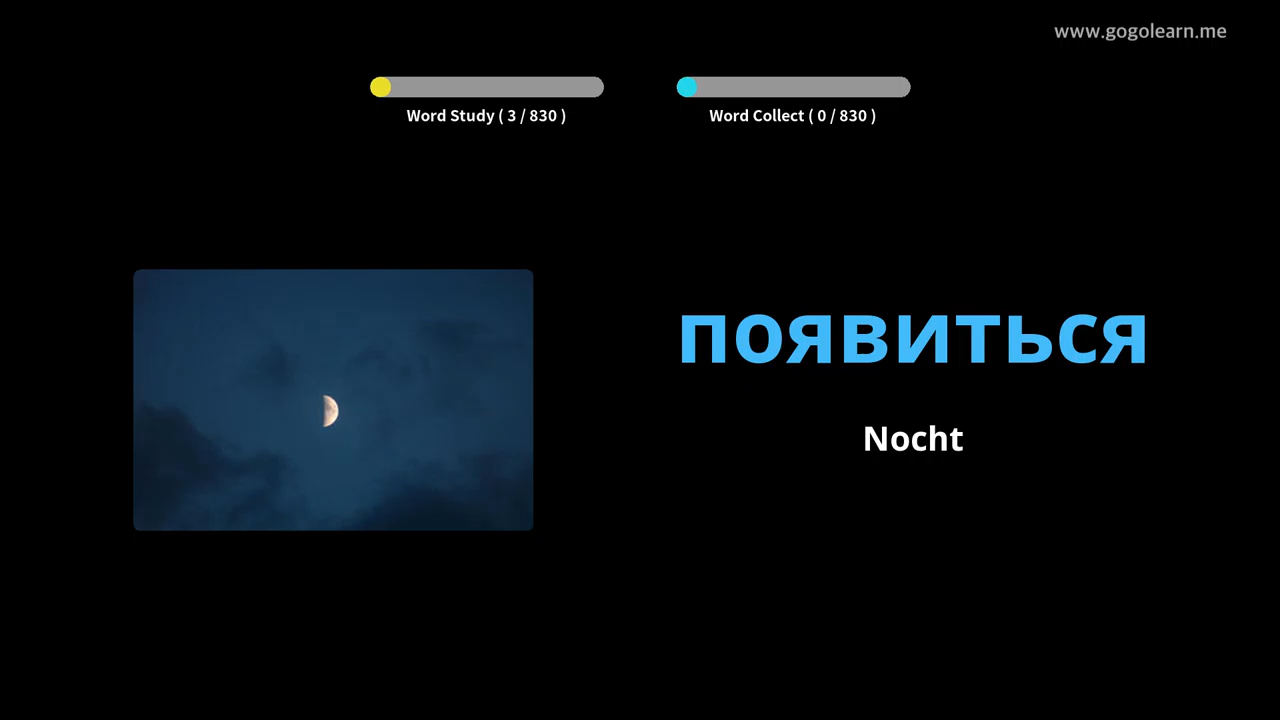 www.gogolearn.me
Word Study ( 3 / 830 )
Word Collect ( 0 / 830 )
появиться
Nocht